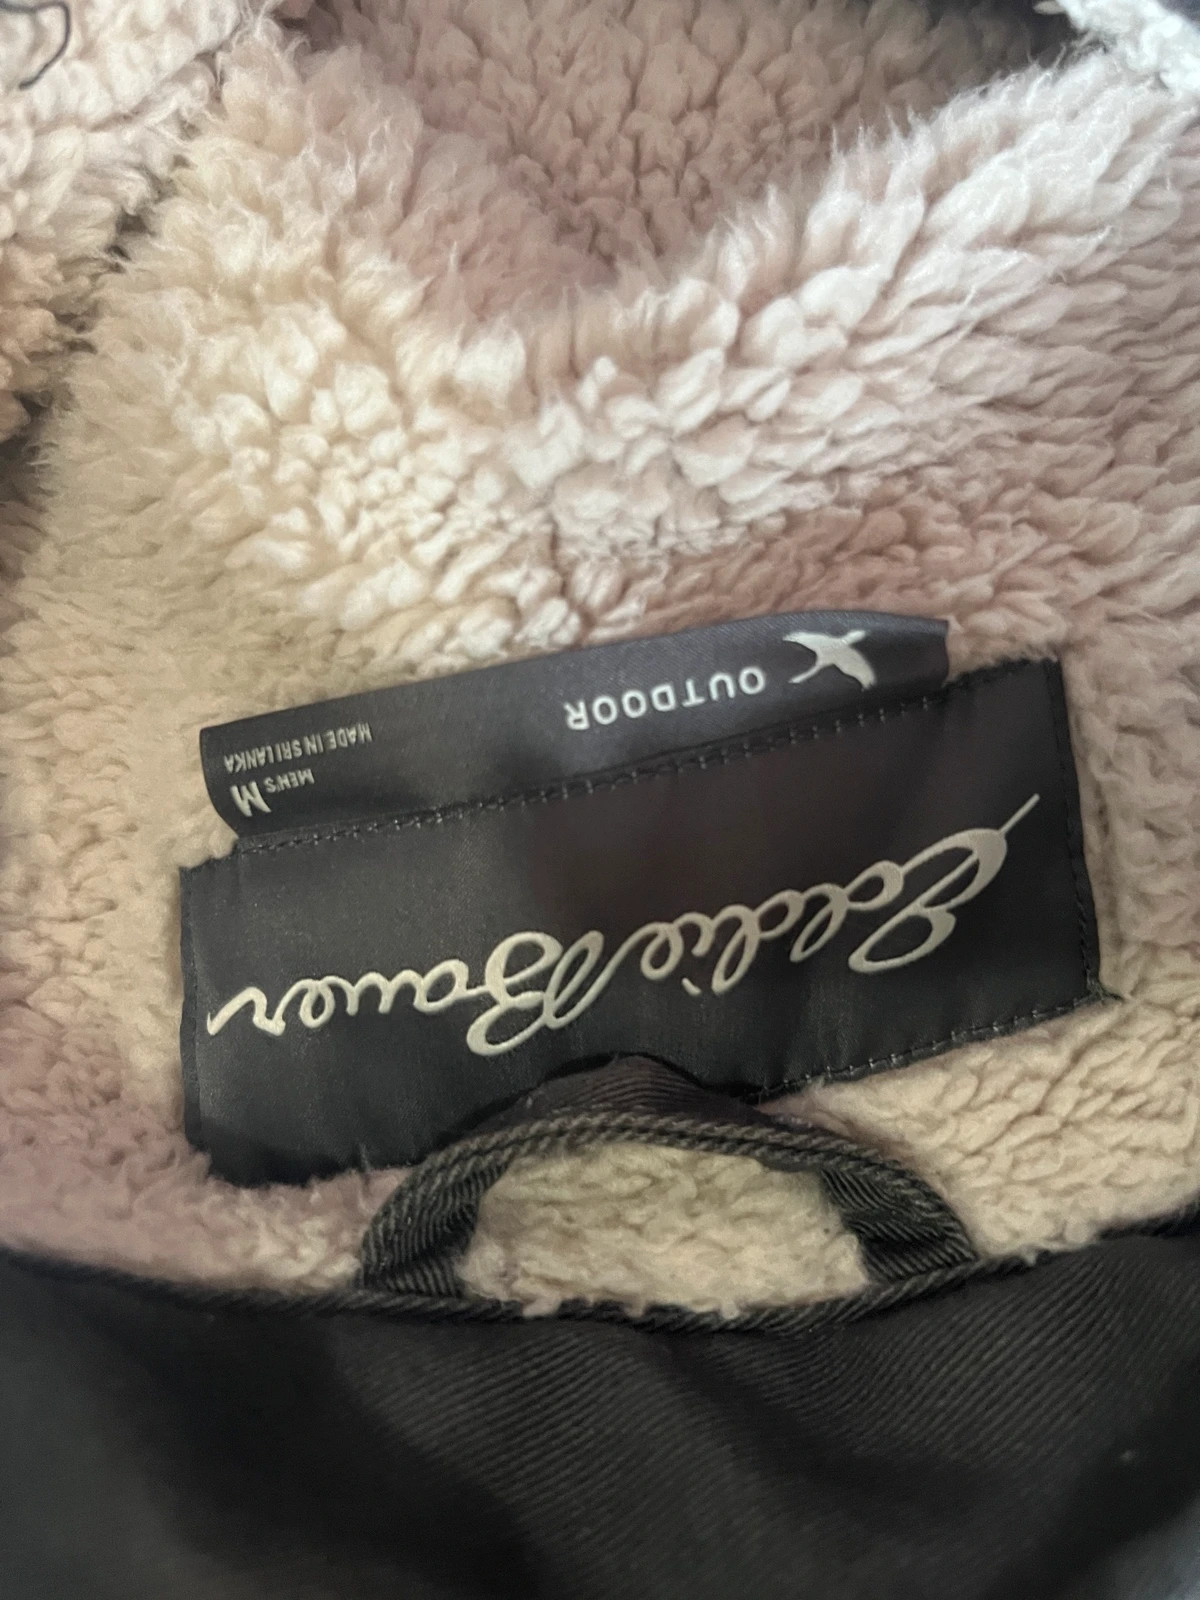 Eddie Bauer
OUTDOOR
MEN'S M
MADE IN SRI LANKA